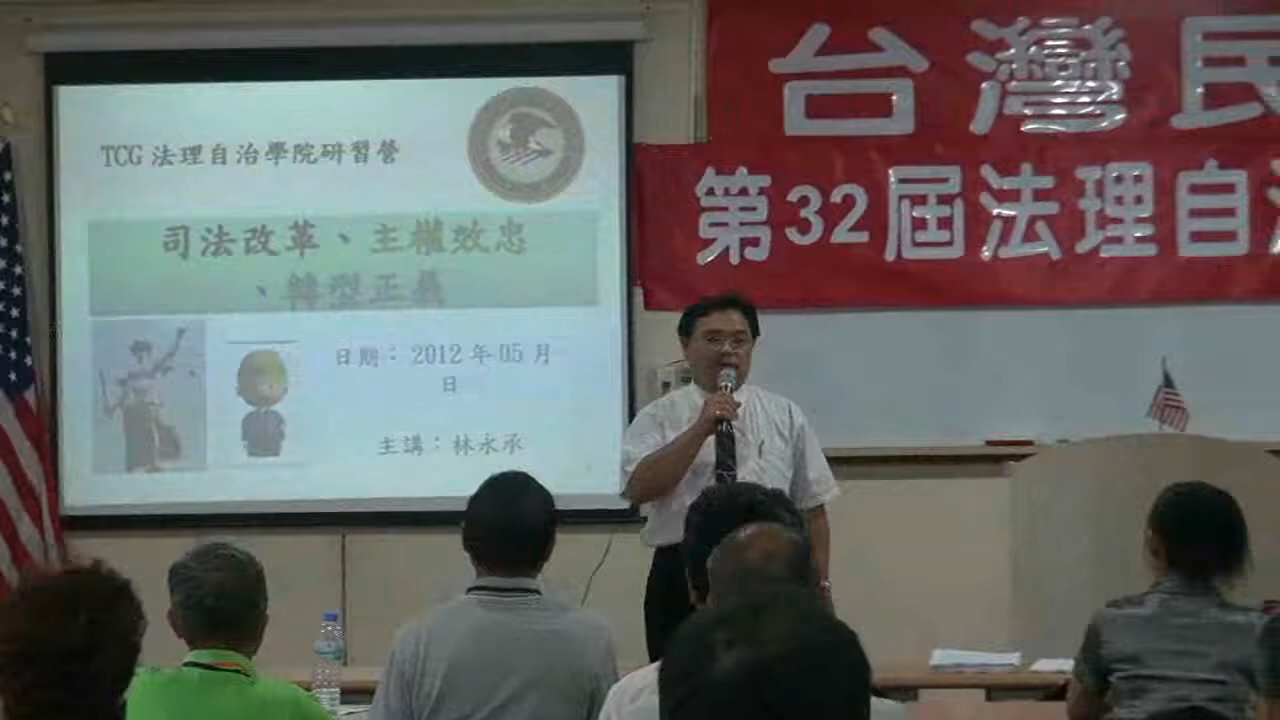 TCG 法理自治學院研習營
司法改革、主權效忠
、轉型正義
日期：2012 年 05 月
日
主講：林永承
台灣民
第32屆法理自治